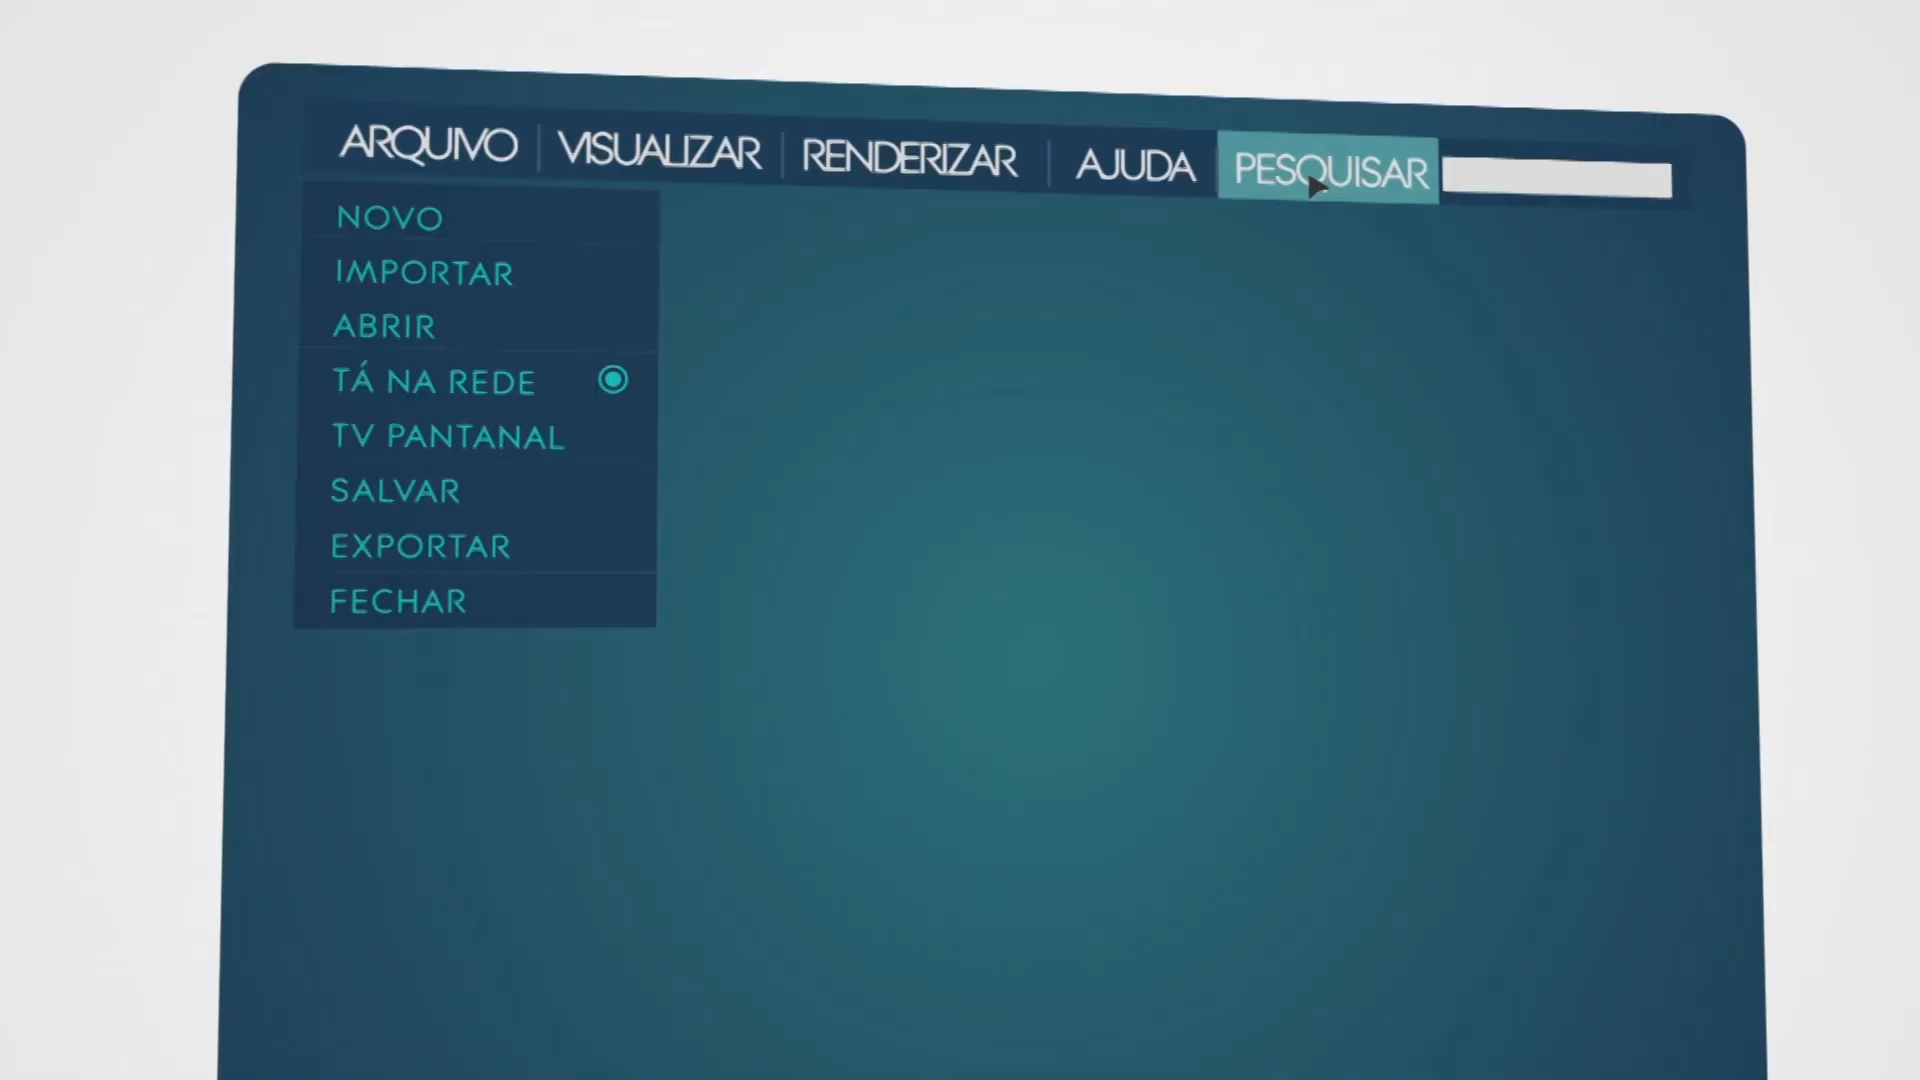 ARQUIVO VISUALIZAR RENDERIZAR AJUDA PESQUISAR
NOVO
IMPORTAR
ABRIR
TÁ NA REDE
TV PANTANAL
SALVAR
EXPORTAR
FECHAR